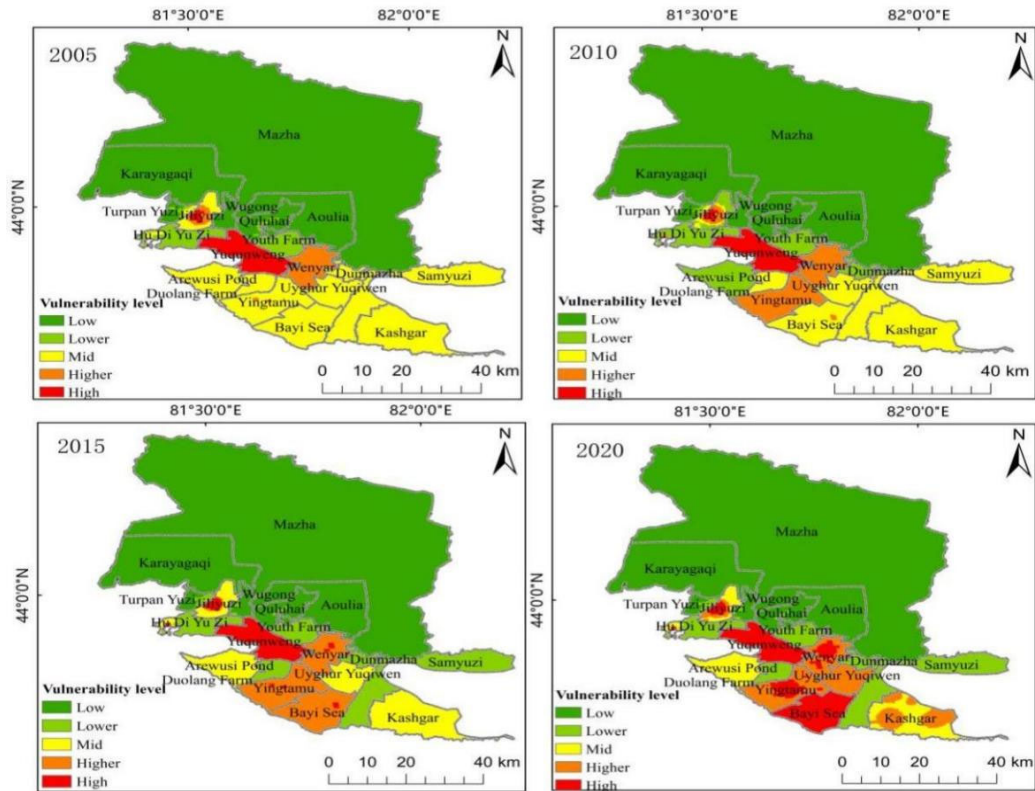 81°30'0"E 82°0'0"E 81°30'0"E 82°0'0"E
44°0'0"N
2005
N
Mazha
Karayagaqi
Turpan Yuzi
Jiliyuzi
Wugong
Quluhai
Aoulia
Hu Di Yu Zi
Youth Farm
Yuqunweng
Wenyar
Dunmazha
Samyuzi
Arewusi Pond
Uyghur Yuqiwen
Duolang Farm
Yingtamu
Bayi Sea
Kashgar
Vulnerability level
Low
Lower
Mid
Higher
High
0 10 20 40 km
2010
N
Mazha
Karayagaqi
Turpan Yuzi
Jiliyuzi
Wugong
Quluhai
Aoulia
Hu Di Yu Zi
Youth Farm
Yuqunweng
Wenyar
Dunmazha
Samyuzi
Arewusi Pond
Uyghur Yuqiwen
Duolang Farm
Yingtamu
Bayi Sea
Kashgar
Vulnerability level
Low
Lower
Mid
Higher
High
0 10 20 40 km
81°30'0"E 82°0'0"E 81°30'0"E 82°0'0"E
44°0'0"N
2015
N
Mazha
Karayagaqi
Turpan Yuzi
Jiliyuzi
Wugong
Quluhai
Aoulia
Hu Di Yu Zi
Youth Farm
Yuqunweng
Wenyar
Dunmazha
Samyuzi
Arewusi Pond
Uyghur Yuqiwen
Duolang Farm
Yingtamu
Bayi Sea
Kashgar
Vulnerability level
Low
Lower
Mid
Higher
High
0 10 20 40 km
2020
N
Mazha
Karayagaqi
Turpan Yuzi
Jiliyuzi
Wugong
Quluhai
Aoulia
Hu Di Yu Zi
Youth Farm
Yuqunweng
Wenyar
Dunmazha
Samyuzi
Arewusi Pond
Uyghur Yuqiwen
Duolang Farm
Yingtamu
Bayi Sea
Kashgar
Vulnerability level
Low
Lower
Mid
Higher
High
0 10 20 40 km